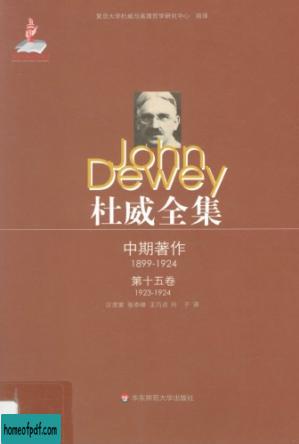 复旦大学杜威与美国哲学研究中心 组译
John
Dewey
杜威全集
中期著作
1899-1924
第十五卷
1923-1924
译
华东师范大学出版社
homeofpdf.com